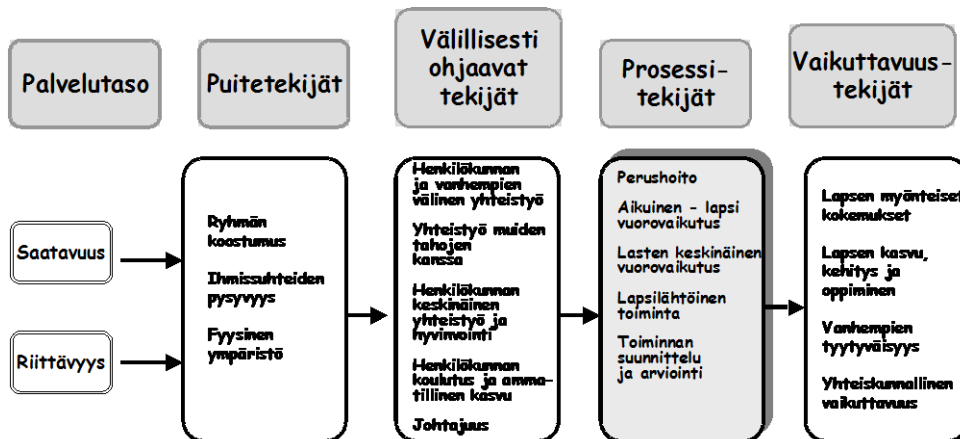 Palvelutaso
Puitetekijät
Välillisesti
ohjaavat
tekijät
Prosessi-
tekijät
Vaikuttavuus-
tekijät
Saatavuus
Riittävyys
Ryhmän
koostumus
Ihmissuhteiden
pysyvyys
Fyysinen
ympäristö
Henkilökunnan
ja vanhempien
välinen yhteistyö
Yhteistyö muiden
tahojen
kanssa
Henkilökunnan
keskinäinen
yhteistyö ja
hyvinvointi
Henkilökunnan
koulutus ja amma-
tillinen kasvu
Johtajuus
Perushoito
Aikuinen - lapsi
vuorovaikutus
Lasten keskinäinen
vuorovaikutus
Lapsilähtöinen
toiminta
Toiminnan
suunnittelu
ja arviointi
Lapsen myönteiset
kokemukset
Lapsen kasvu,
kehitys ja
oppiminen
Vanhempien
tyytyväisyys
Yhteiskunnallinen
vaikuttavuus